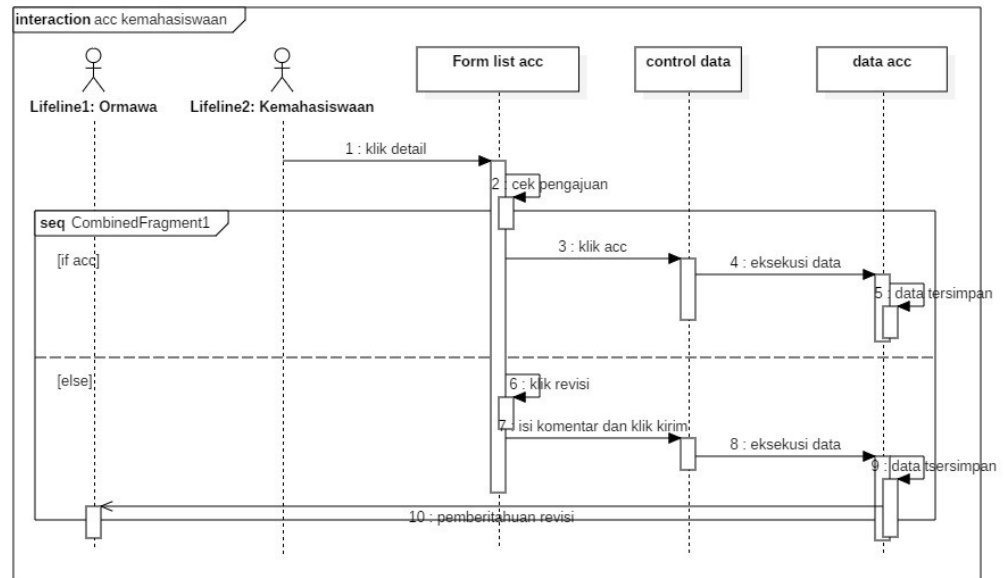 interaction acc kemahasiswaan
Form list acc
control data
data acc
Lifeline1: Ormawa
Lifeline2: Kemahasiswaan
1 : klik detail
2 : cek pengajuan
seq CombinedFragment1
[if acc]
3 : klik acc
4 : eksekusi data
5 : data tersimpan
[else]
6 : klik revisi
7 : isi komentar dan klik kirim
8 : eksekusi data
9 : data tsersimpan
10 : pemberitahuan revisi